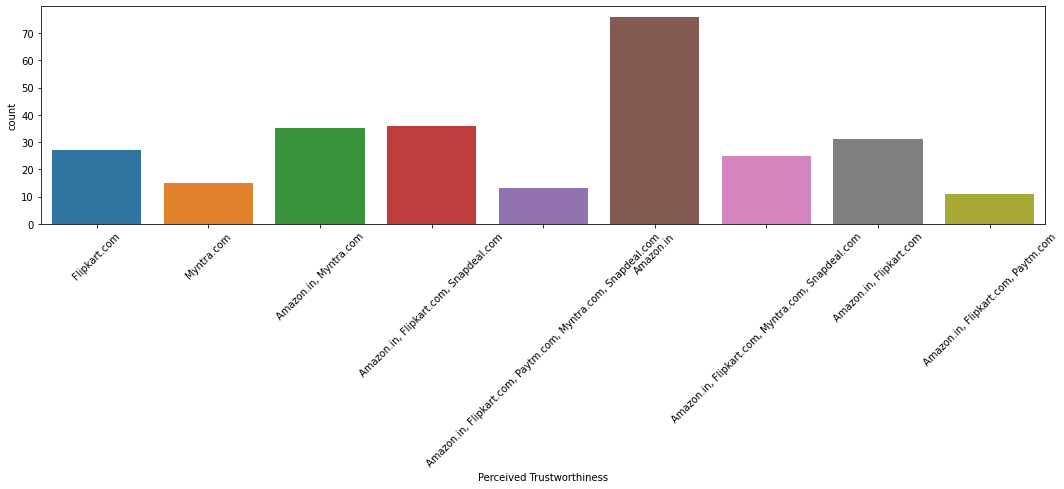 70
60
50
40
30
20
10
0
count
Flipkart.com
Myntra.com
Amazon.in, Myntra.com
Amazon.in, Flipkart.com, Snapdeal.com
Amazon.in, Flipkart.com, Paytm.com, Myntra.com, Snapdeal.com
Amazon.in
Amazon.in, Flipkart.com, Myntra.com, Snapdeal.com
Amazon.in, Flipkart.com
Amazon.in, Flipkart.com, Paytm.com
Perceived Trustworthiness